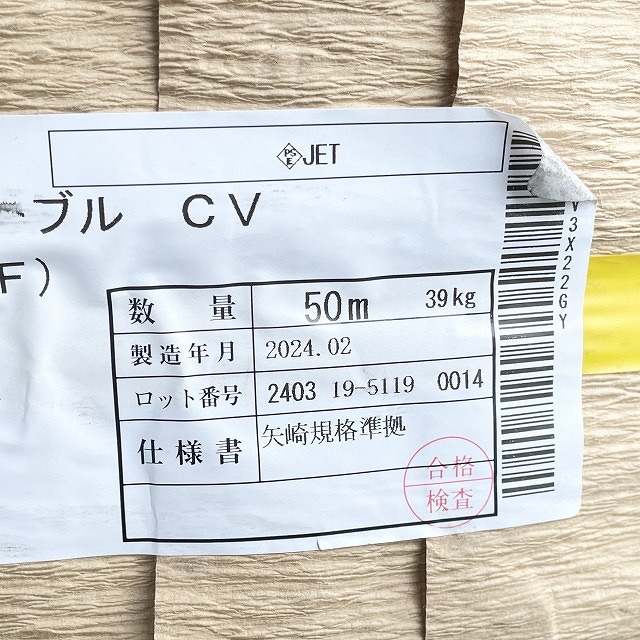 PSE JET
ーブル CV
F)
数量 50m 39kg
製造年月 2024.02
ロット番号 2403 19-5119 0014
仕様書 矢崎規格準拠
合格
検査
V3X22GY